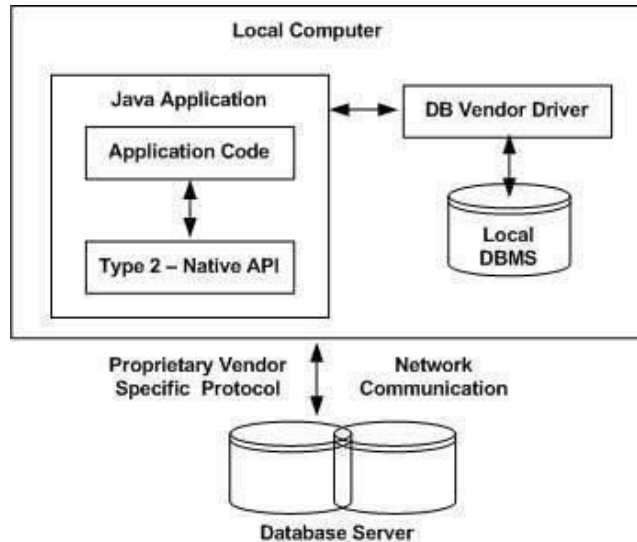 Local Computer
Java Application
DB Vendor Driver
Application Code
Type 2 – Native API
Local
DBMS
Proprietary Vendor
Specific Protocol
Network
Communication
Database Server